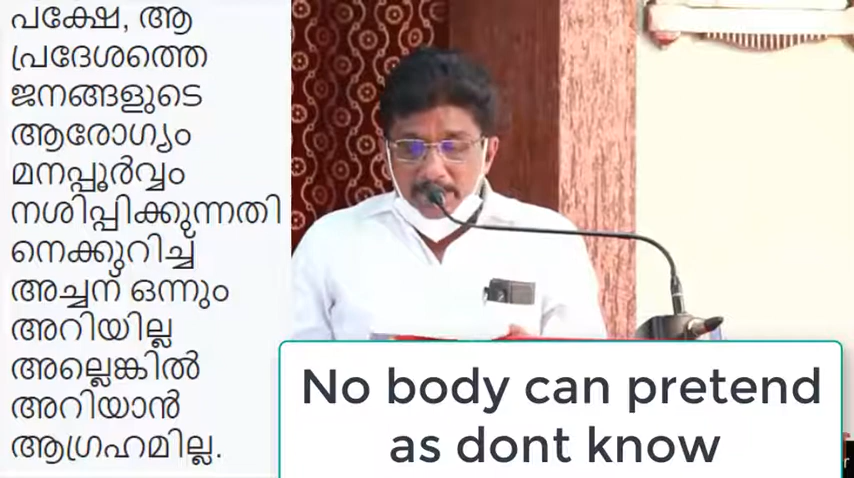 പക്ഷേ, ആ
പ്രദേശത്തെ
ജനങ്ങളുടെ
ആരോഗ്യം
മനപ്പൂർവ്വം
നശിപ്പിക്കുന്നതി
നെക്കുറിച്ച്
അച്ചന് ഒന്നും
അറിയില്ല
അല്ലെങ്കിൽ
അറിയാൻ
ആഗ്രഹമില്ല.
No body can pretend
as dont know